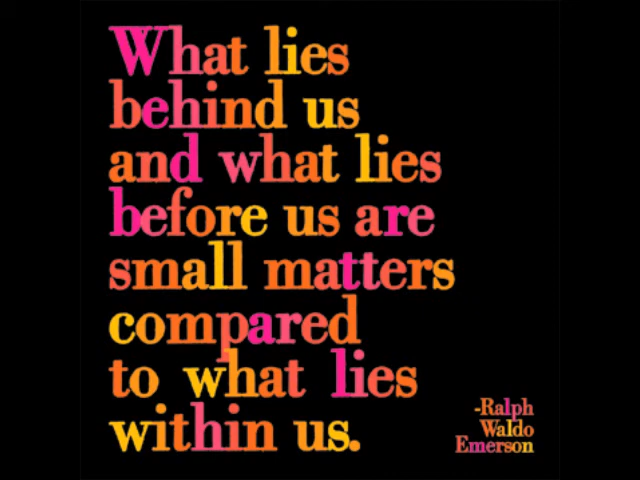 What lies
behind us
and what lies
before us are
small matters
compared
to what lies
within us.
-Ralph
Waldo
Emerson